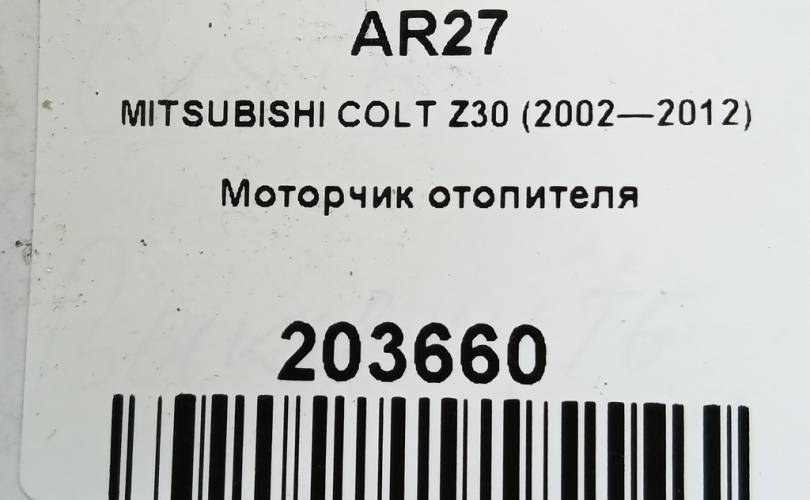 AR27
MITSUBISHI COLT Z30 (2002—2012)
Моторчик отопителя
203660